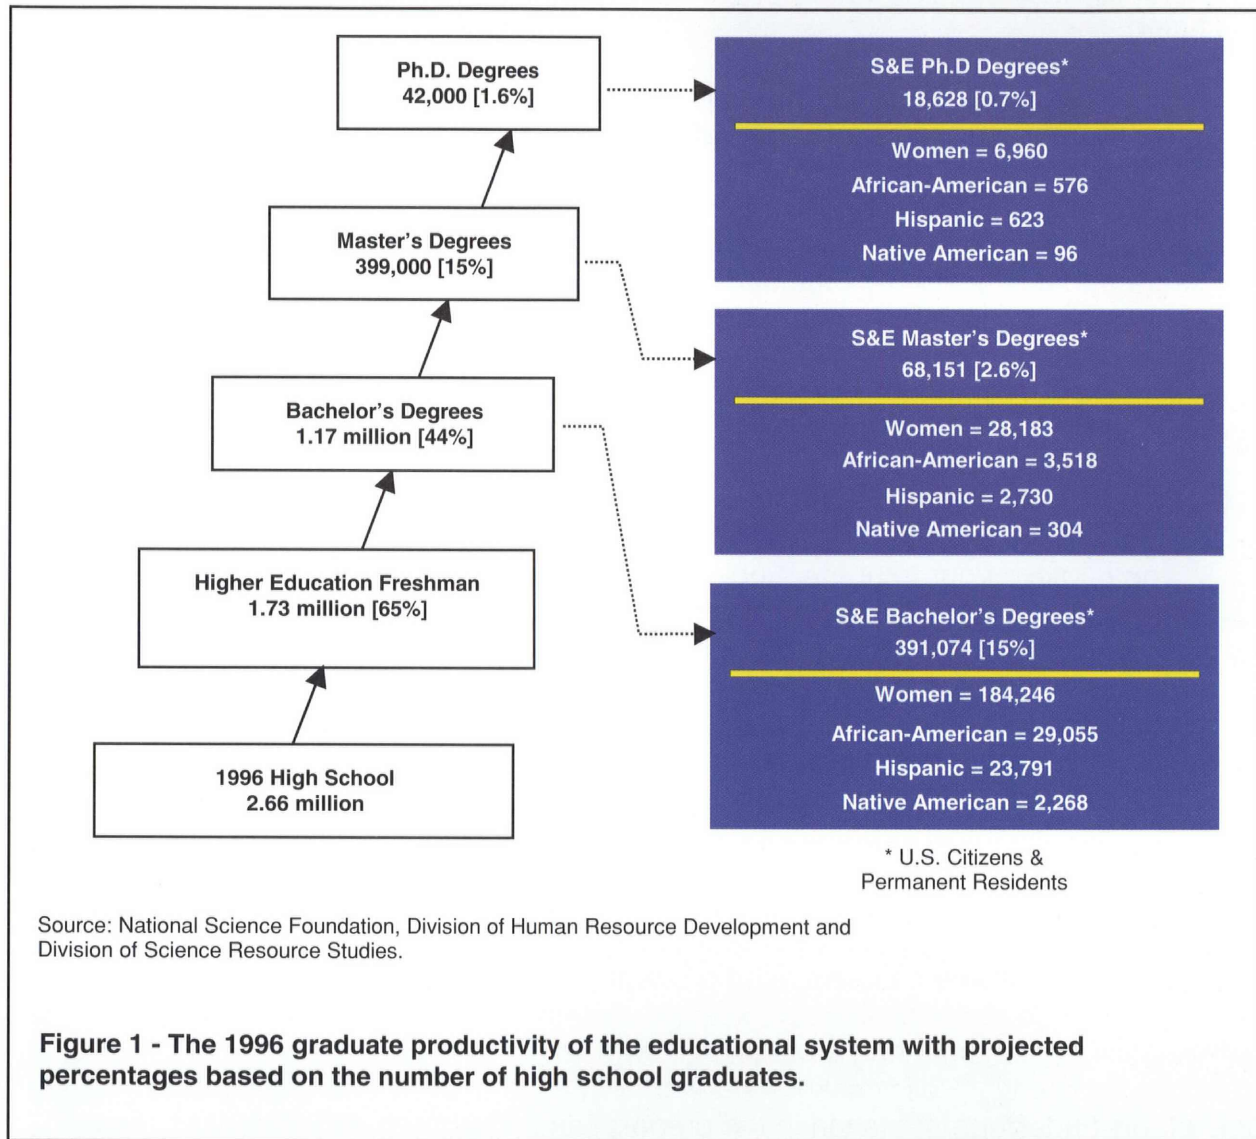 Ph.D. Degrees
42,000 [1.6%]
S&E Ph.D Degrees*
18,628 [0.7%]
Women = 6,960
African-American = 576
Hispanic = 623
Native American = 96
Master's Degrees
399,000 [15%]
S&E Master's Degrees*
68,151 [2.6%]
Women = 28,183
African-American = 3,518
Hispanic = 2,730
Native American = 304
Bachelor's Degrees
1.17 million [44%]
S&E Bachelor's Degrees*
391,074 [15%]
Women = 184,246
African-American = 29,055
Hispanic = 23,791
Native American = 2,268
Higher Education Freshman
1.73 million [65%]
1996 High School
2.66 million
* U.S. Citizens &
Permanent Residents
Source: National Science Foundation, Division of Human Resource Development and
Division of Science Resource Studies.
Figure 1 - The 1996 graduate productivity of the educational system with projected
percentages based on the number of high school graduates.